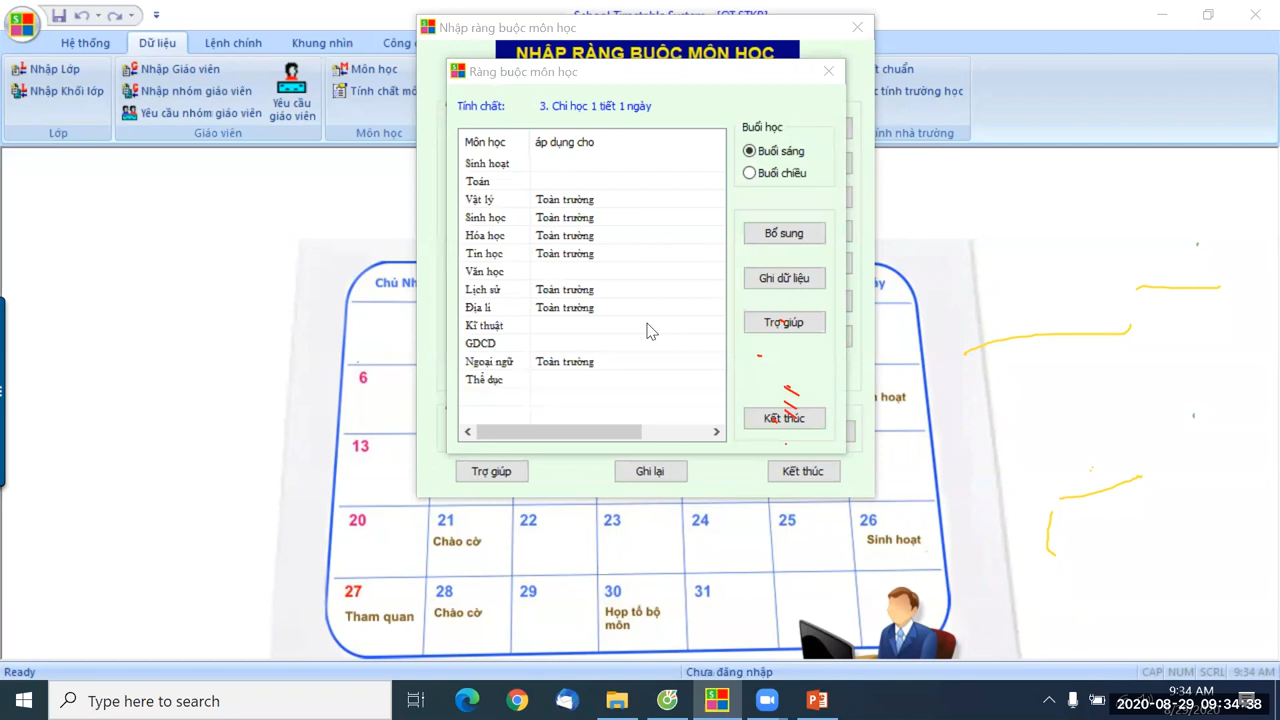 School Timetable System - [QT.STKB]
Nhập ràng buộc môn học
Hệ thống
Dữ liệu
Lệnh chính
Khung nhìn
Công
NHẬP RÀNG BUỘC MÔN HỌC
Nhập Lớp
Nhập Khối lớp
Lớp
Nhập Giáo viên
Nhập nhóm giáo viên
Yêu cầu nhóm giáo viên
Yêu cầu
giáo viên
Giáo viên
Môn học
Tính chất mô
Môn học
ết chuẩn
c tính trường học
ính nhà trường
Ràng buộc môn học
Tính chất: 3. Chỉ học 1 tiết 1 ngày
Môn học áp dụng cho
Sinh hoạt
Toán
Vật lý Toàn trường
Sinh học Toàn trường
Hóa học Toàn trường
Tin học Toàn trường
Văn học
Lịch sử Toàn trường
Địa lí Toàn trường
Kĩ thuật
GDCD
Ngoại ngữ Toàn trường
Thể dục
Buổi học
Buổi sáng
Buổi chiều
Bổ sung
Ghi dữ liệu
Trợ giúp
Kết thúc
Trợ giúp
Ghi lại
Kết thúc
Chủ Nh
ảy
6
h hoạt
13
20 21 22 23 24 25 26
Chào cờ
Sinh hoạt
27 28 29 30 31
Tham quan
Chào cờ
Họp tổ bộ
môn
Ready
Chưa đăng nhập
CAP NUM SCRL 9:34 AM
Type here to search
9:34 AM
2020-08-29 09:34:38